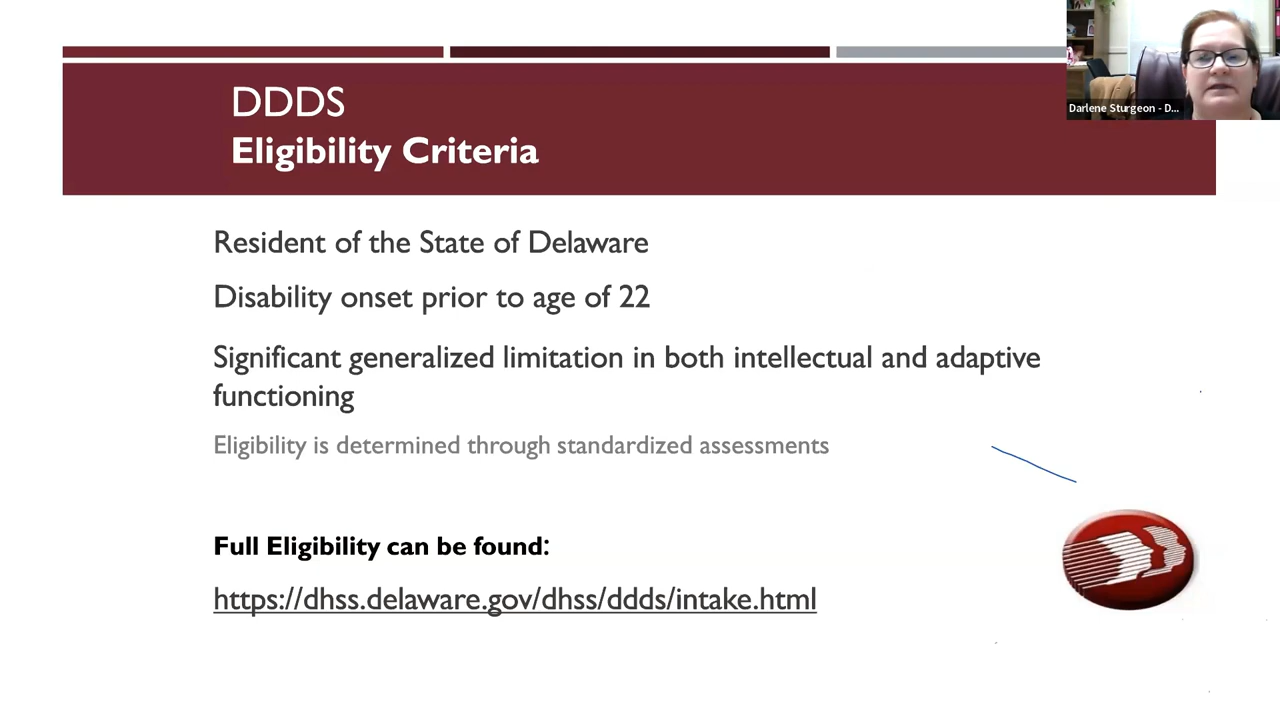 DDDS
Eligibility Criteria
Darlene Sturgeon - D...
Resident of the State of Delaware
Disability onset prior to age of 22
Significant generalized limitation in both intellectual and adaptive
functioning
Eligibility is determined through standardized assessments
Full Eligibility can be found:
https://dhss.delaware.gov/dhss/ddds/intake.html